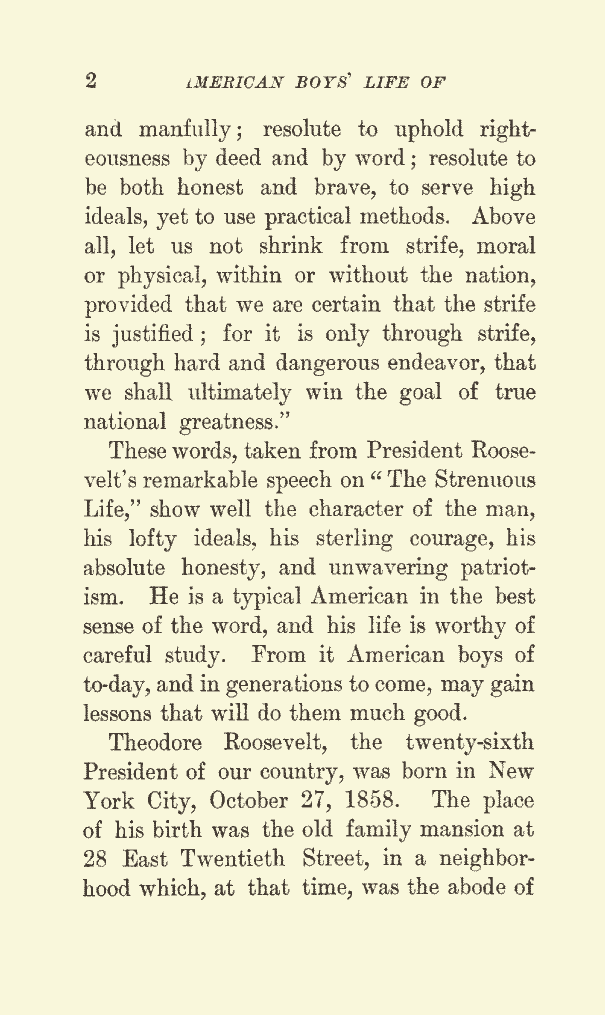 2 AMERICAN BOYS' LIFE OF
and manfully; resolute to uphold right-
eousness by deed and by word; resolute to
be both honest and brave, to serve high
ideals, yet to use practical methods. Above
all, let us not shrink from strife, moral
or physical, within or without the nation,
provided that we are certain that the strife
is justified; for it is only through strife,
through hard and dangerous endeavor, that
we shall ultimately win the goal of true
national greatness."
These words, taken from President Roose-
velt's remarkable speech on "The Strenuous
Life," show well the character of the man,
his lofty ideals, his sterling courage, his
absolute honesty, and unwavering patriot-
ism. He is a typical American in the best
sense of the word, and his life is worthy of
careful study. From it American boys of
to-day, and in generations to come, may gain
lessons that will do them much good.
Theodore Roosevelt, the twenty-sixth
President of our country, was born in New
York City, October 27, 1858. The place
of his birth was the old family mansion at
28 East Twentieth Street, in a neighbor-
hood which, at that time, was the abode of